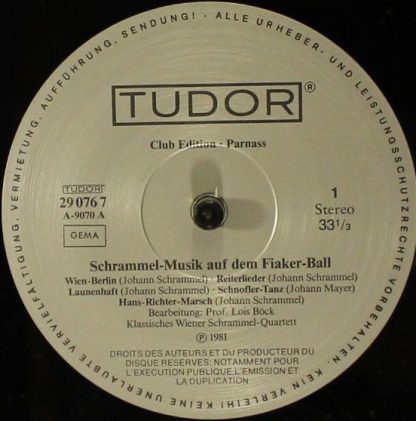 KEIN VERLEIH! KEINE UNERLAUBTE VERVIELFÄLTIGUNG, VERMIETUNG, AUFFÜHRUNG, SENDUNG! · ALLE URHEBER- UND LEISTUNGSSCHUTZRECHTE VORBEHALTEN.
TUDOR®
Club Edition - Parnass
TUDOR
29 076 7
A-9070 A
GEMA
1
Stereo
33 1/3
Schrammel-Musik auf dem Fiaker-Ball
Wien-Berlin (Johann Schrammel) · Reiterlieder (Johann Schrammel)
Launenhaft (Johann Schrammel) · Schnofler-Tanz (Johann Mayer)
Hans-Richter-Marsch (Johann Schrammel)
Bearbeitung: Prof. Lois Böck
Klassisches Wiener Schrammel-Quartett
Ⓟ 1981
DROITS DES AUTEURS ET DU PRODUCTEUR DU
DISQUE RESERVES: NOTAMMENT POUR
L'EXECUTION PUBLIQUE, L'EMISSION ET
LA DUPLICATION